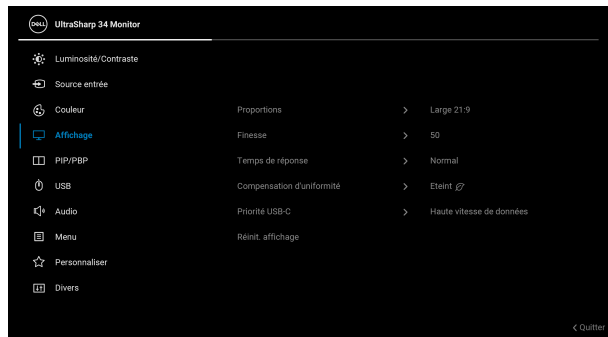 DELL UltraSharp 34 Monitor
Luminosité/Contraste
Source entrée
Couleur Proportions Large 21:9
Affichage Finesse 50
PIP/PBP Temps de réponse Normal
USB Compensation d'uniformité Eteint
Audio Priorité USB-C Haute vitesse de données
Menu Réinit. affichage
Personnaliser
Divers
Quitter